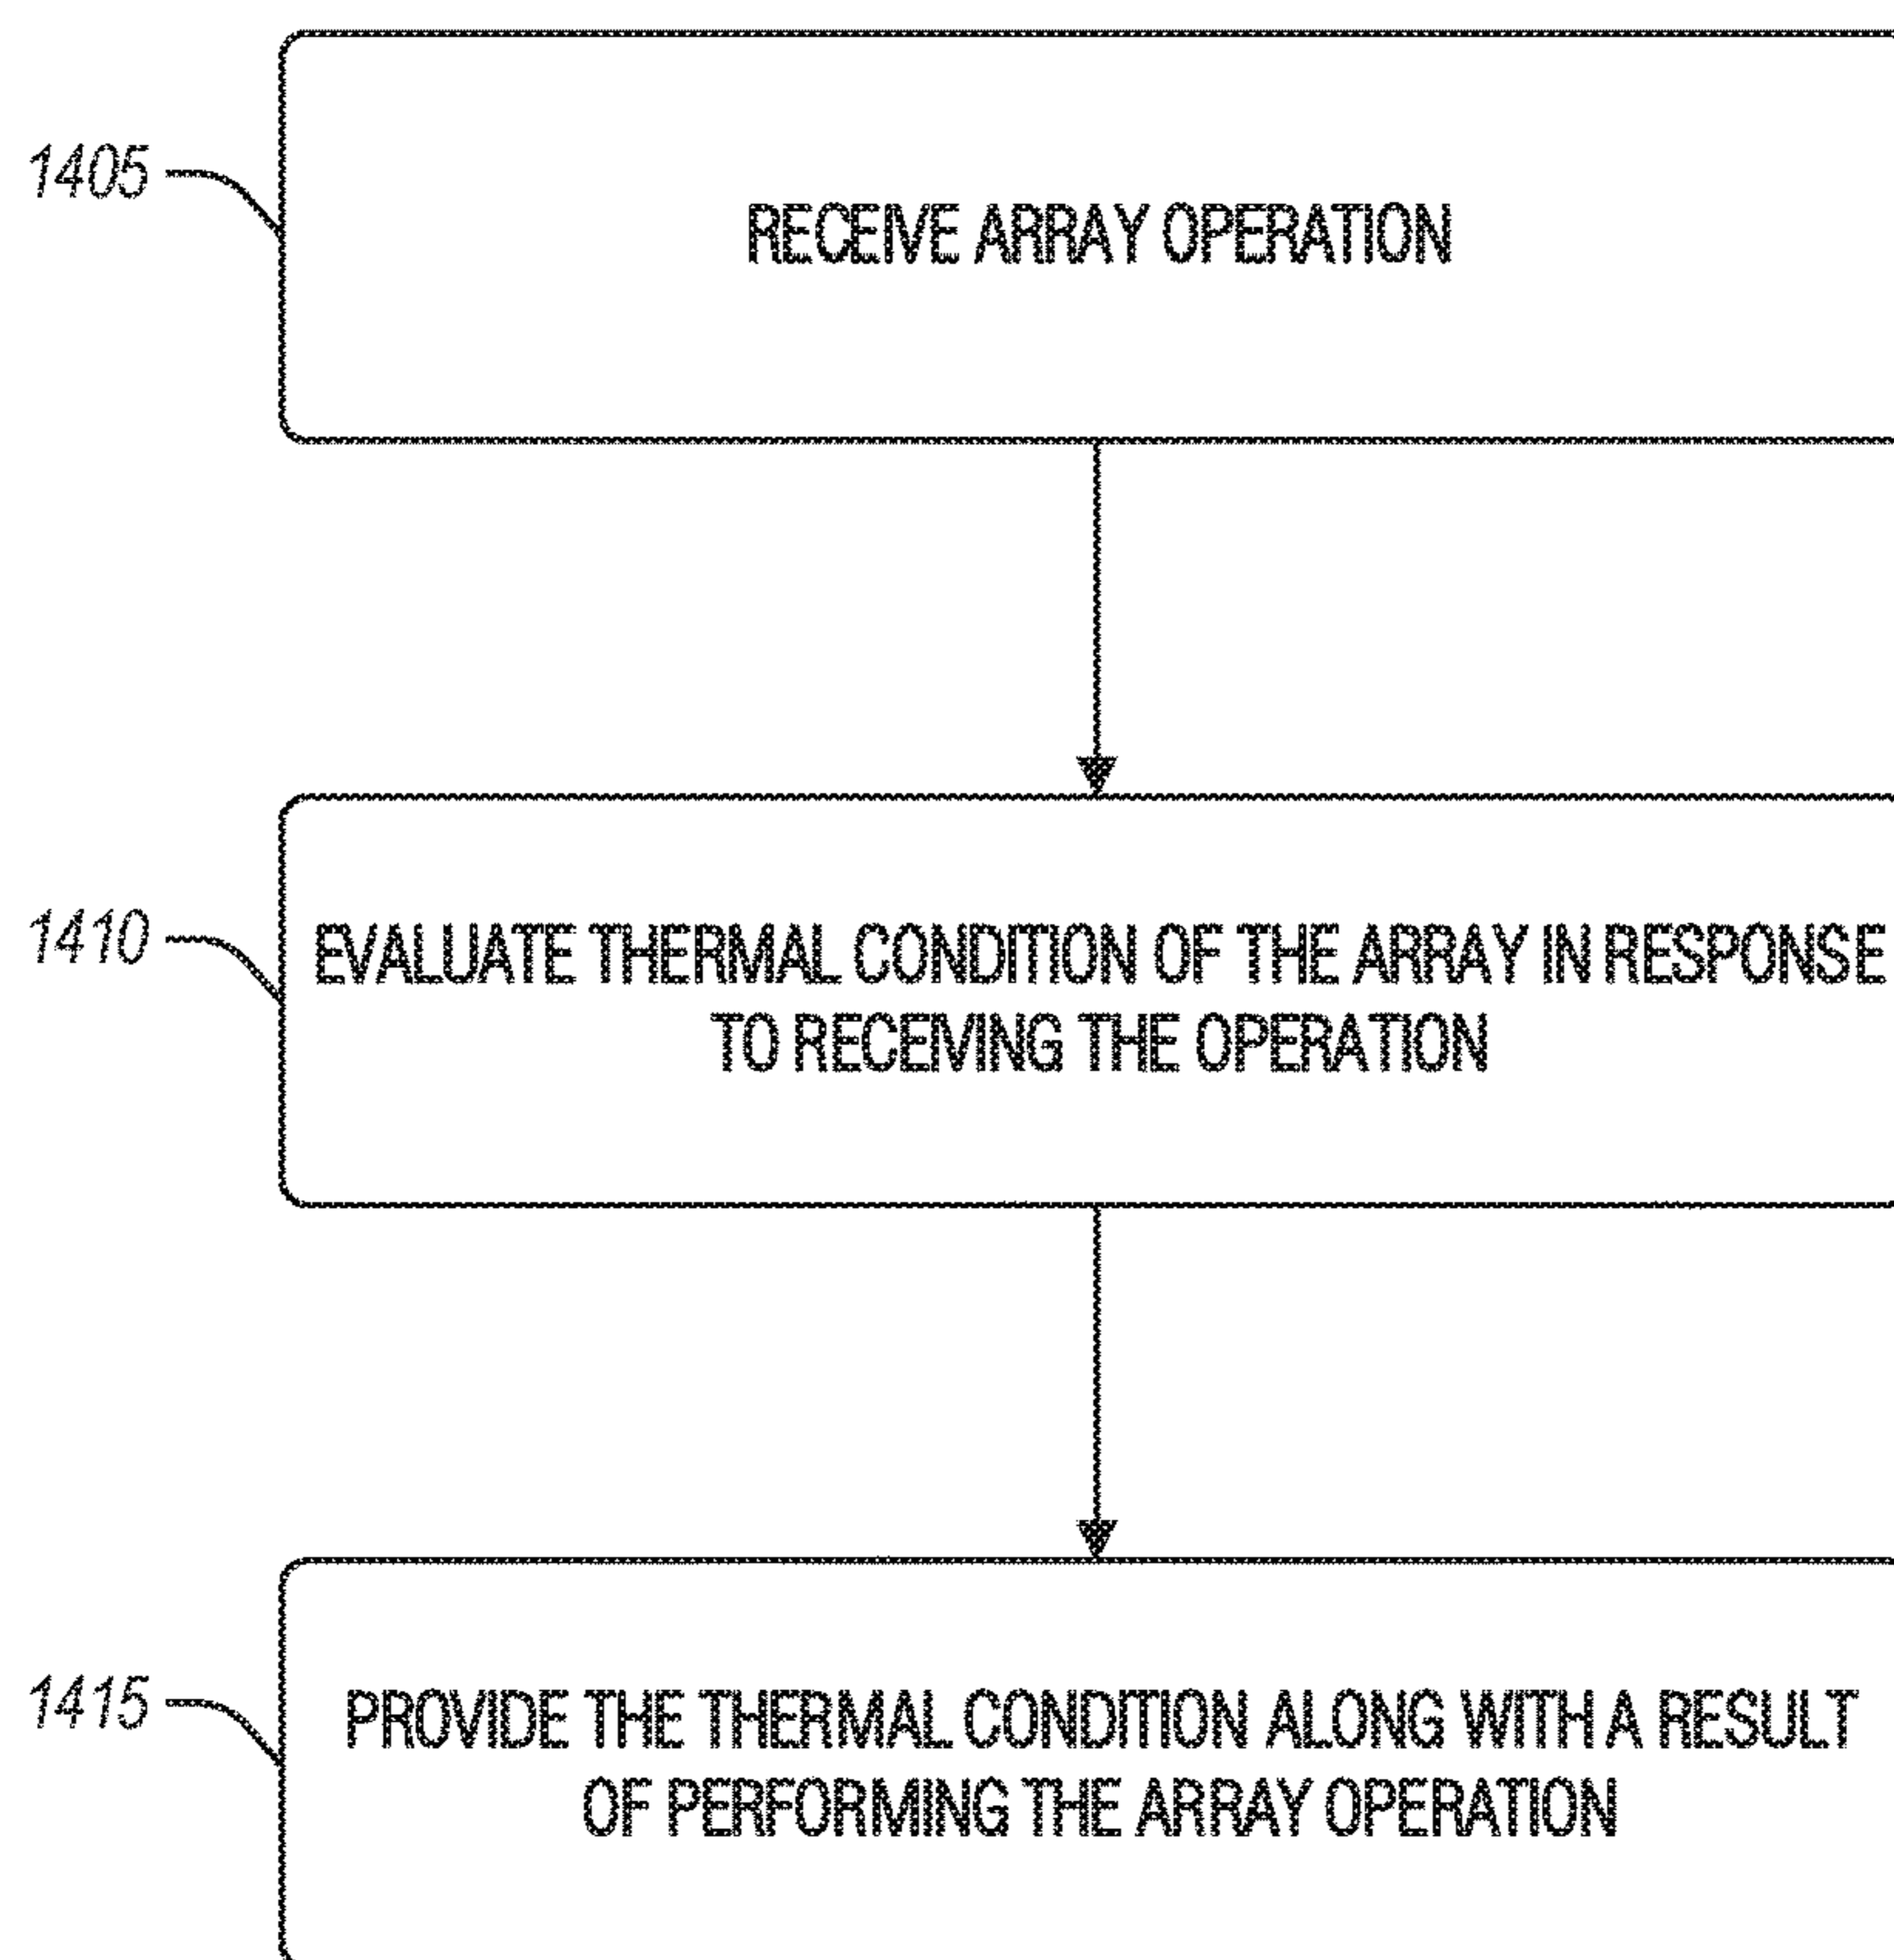 1405
RECEIVE ARRAY OPERATION
1410
EVALUATE THERMAL CONDITION OF THE ARRAY IN RESPONSE
TO RECEIVING THE OPERATION
1415
PROVIDE THE THERMAL CONDITION ALONG WITH A RESULT
OF PERFORMING THE ARRAY OPERATION